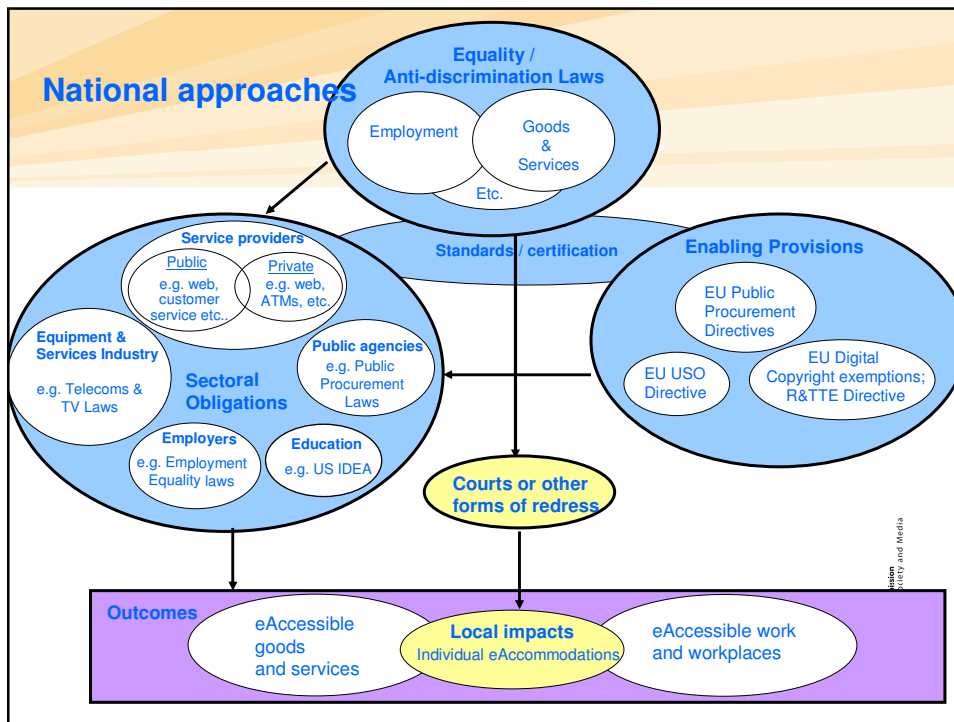 National approaches
Equality /
Anti-discrimination Laws
Employment
Goods
&
Services
Etc.
Standards / certification
Service providers
Public
e.g. web,
customer
service etc..
Private
e.g. web,
ATMs, etc.
Equipment &
Services Industry
e.g. Telecoms &
TV Laws
Public agencies
e.g. Public
Procurement
Laws
Sectoral
Obligations
Employers
e.g. Employment
Equality laws
Education
e.g. US IDEA
Enabling Provisions
EU Public
Procurement
Directives
EU USO
Directive
EU Digital
Copyright exemptions;
R&TTE Directive
Courts or other
forms of redress
mission
ociety and Media
Outcomes
eAccessible
goods
and services
Local impacts
Individual eAccommodations
eAccessible work
and workplaces